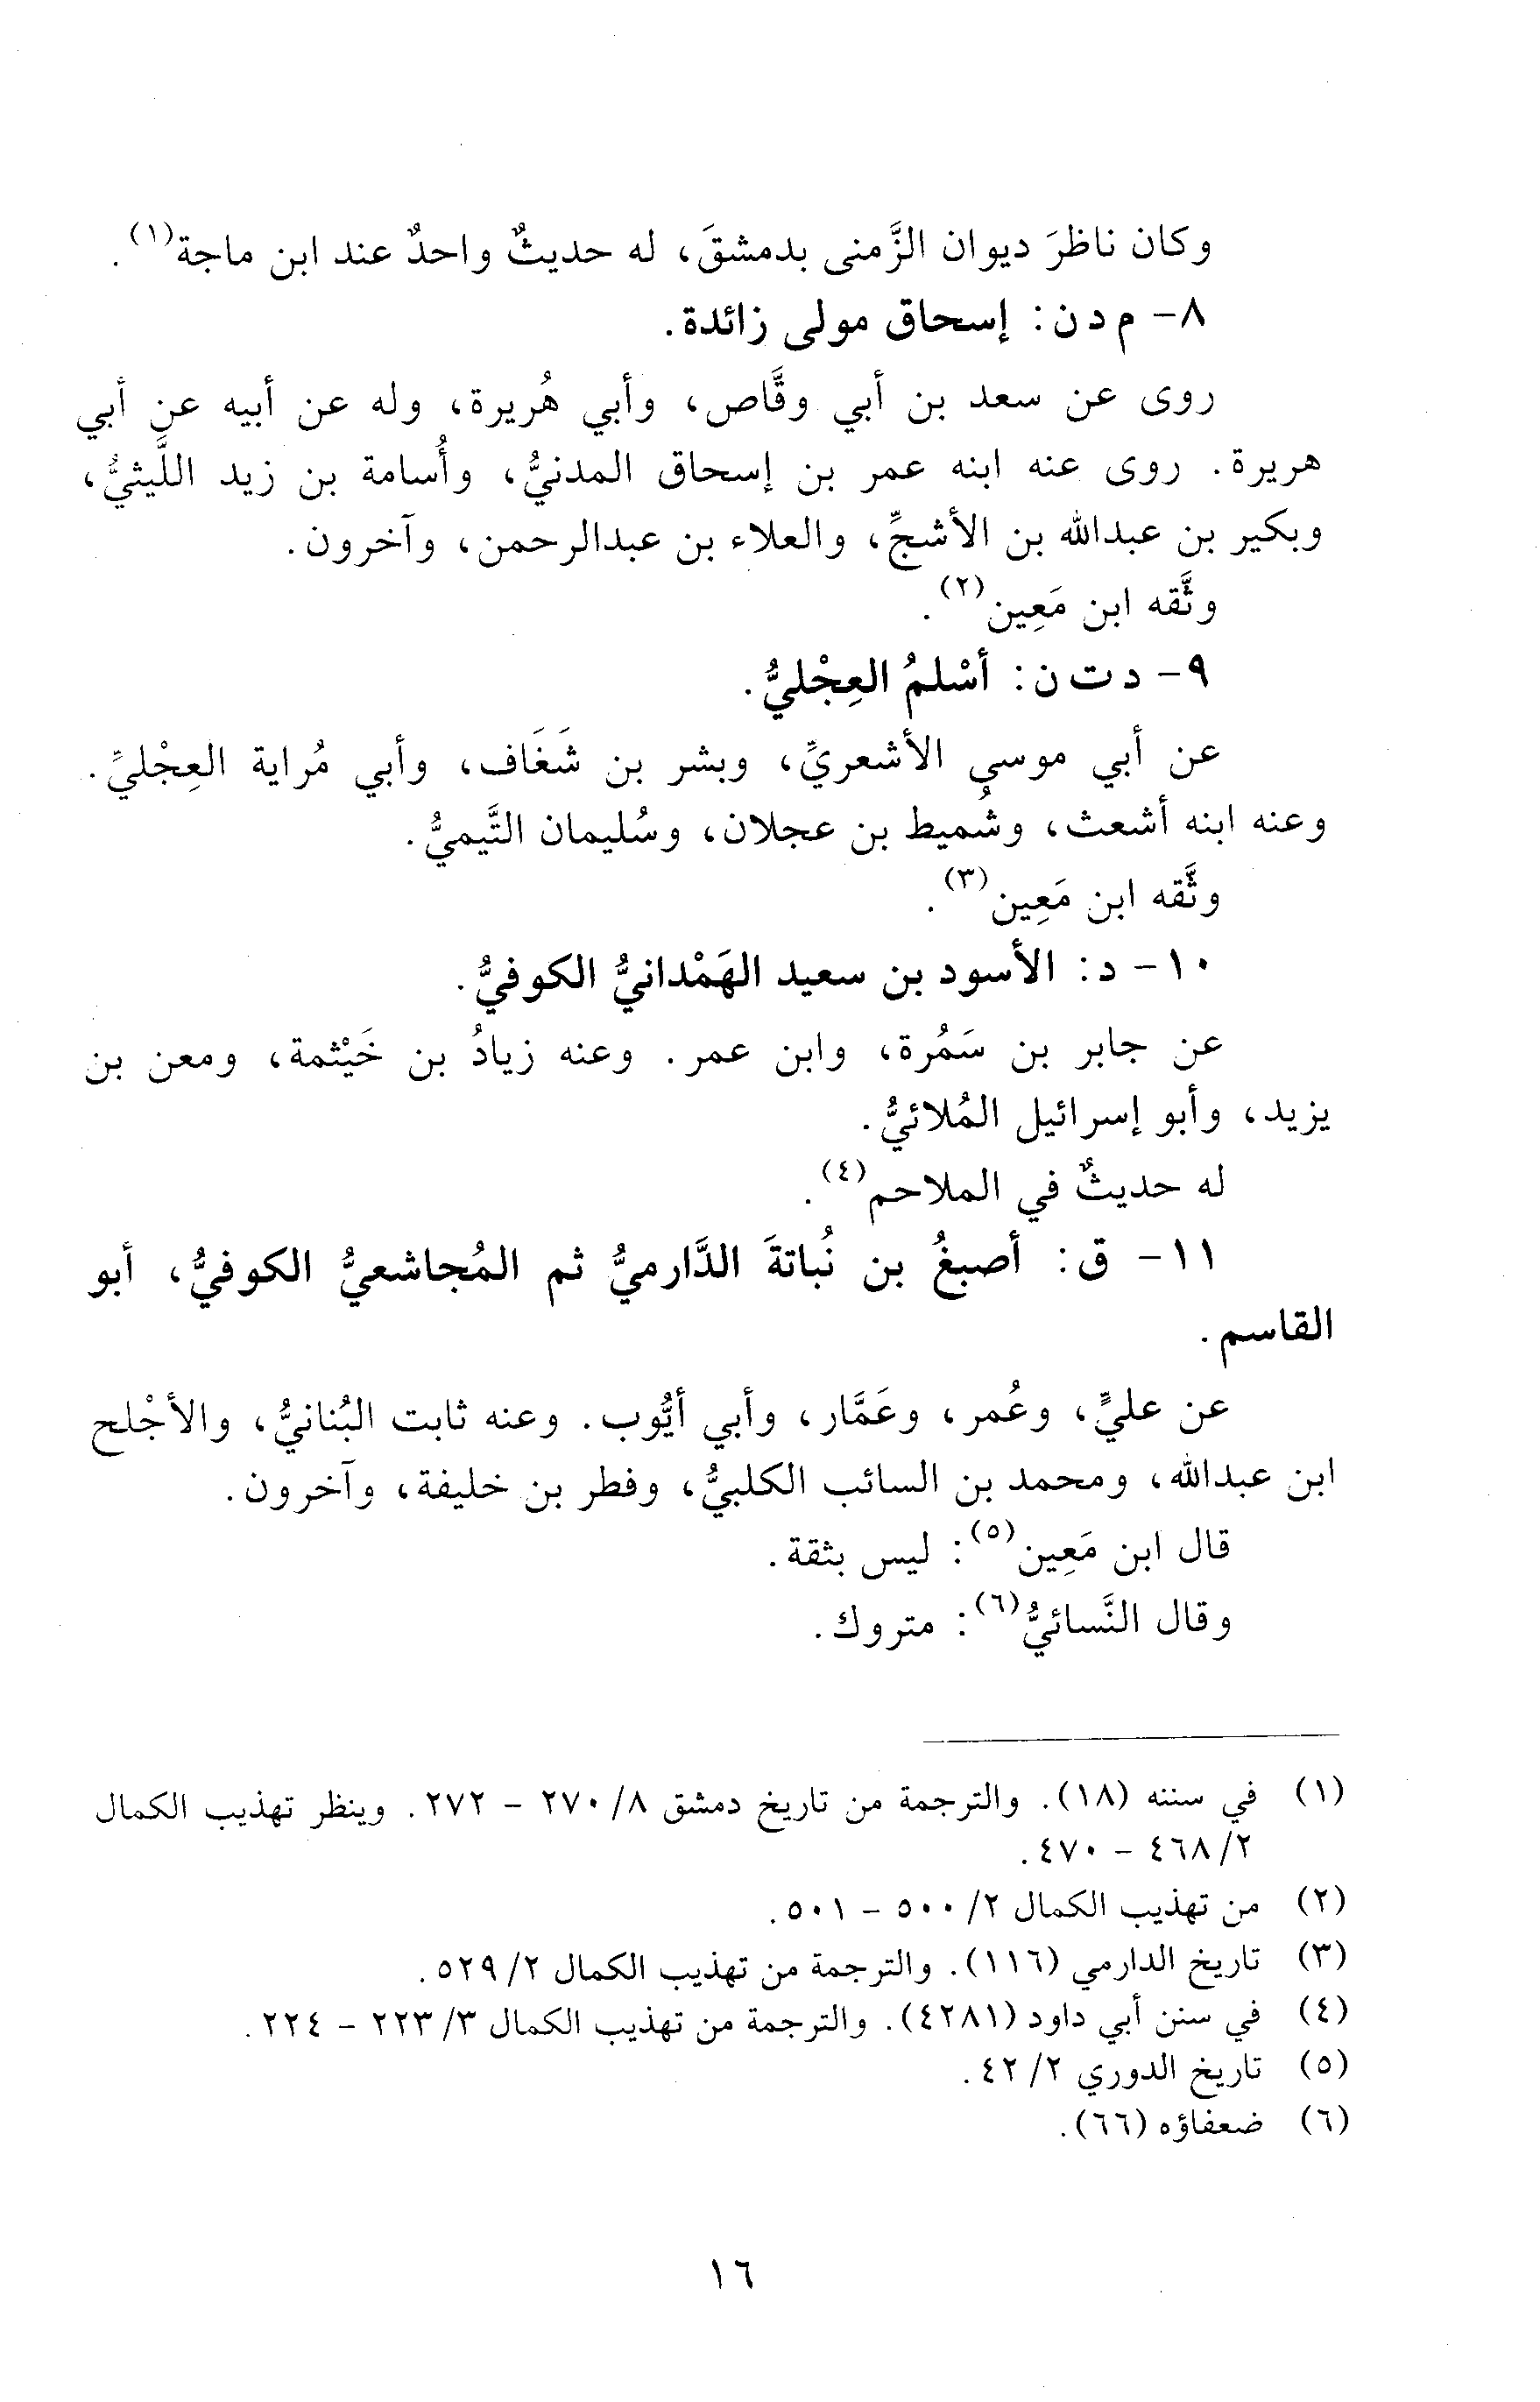 وكان ناظرَ ديوان الزَّمنى بدمشقَ، له حديثٌ واحدٌ عند ابن ماجة(١).
٨- م د ن: إسحاق مولى زائدة.
روى عن سعد بن أبي وقَّاص، وأبي هُريرة، وله عن أبيه عن أبي
هريرة. روى عنه ابنه عمر بن إسحاق المدنيُّ، وأُسامة بن زيد اللَّيثيُّ،
وبكير بن عبدالله بن الأشجِّ، والعلاء بن عبدالرحمن، وآخرون.
وثَّقه ابن مَعِين(٢).
٩- د ت ن: أسْلمُ العِجْليُّ.
عن أبي موسى الأشعريِّ، وبشر بن شَغَاف، وأبي مُراية العِجْليِّ.
وعنه ابنه أشعث، وشُميط بن عجلان، وسُليمان التَّيميُّ.
وثَّقه ابن مَعِين(٣).
١٠- د: الأسود بن سعيد الهَمْدانيُّ الكوفيُّ.
عن جابر بن سَمُرة، وابن عمر. وعنه زيادُ بن خَيْثمة، ومعن بن
يزيد، وأبو إسرائيل المُلائيُّ.
له حديثٌ في الملاحم(٤).
١١- ق: أصبغُ بن نُباتةَ الدَّارميُّ ثم المُجاشعيُّ الكوفيُّ، أبو
القاسم.
عن عليٍّ، وعُمر، وعَمَّار، وأبي أيُّوب. وعنه ثابت البُنانيُّ، والأجْلح
ابن عبدالله، ومحمد بن السائب الكلبيُّ، وفطر بن خليفة، وآخرون.
قال ابن مَعِين(٥): ليس بثقة.
وقال النَّسائيُّ(٦): متروك.
(١) في سننه (١٨). والترجمة من تاريخ دمشق ٨/ ٢٧٠ - ٢٧٢. وينظر تهذيب الكمال
٢/ ٤٦٨ - ٤٧٠.
(٢) من تهذيب الكمال ٢/ ٥٠٠ - ٥٠١.
(٣) تاريخ الدارمي (١١٦). والترجمة من تهذيب الكمال ٢/ ٥٢٩.
(٤) في سنن أبي داود (٤٢٨١). والترجمة من تهذيب الكمال ٣/ ٢٢٣ - ٢٢٤.
(٥) تاريخ الدوري ٢/ ٤٢.
(٦) ضعفاؤه (٦٦).
١٦